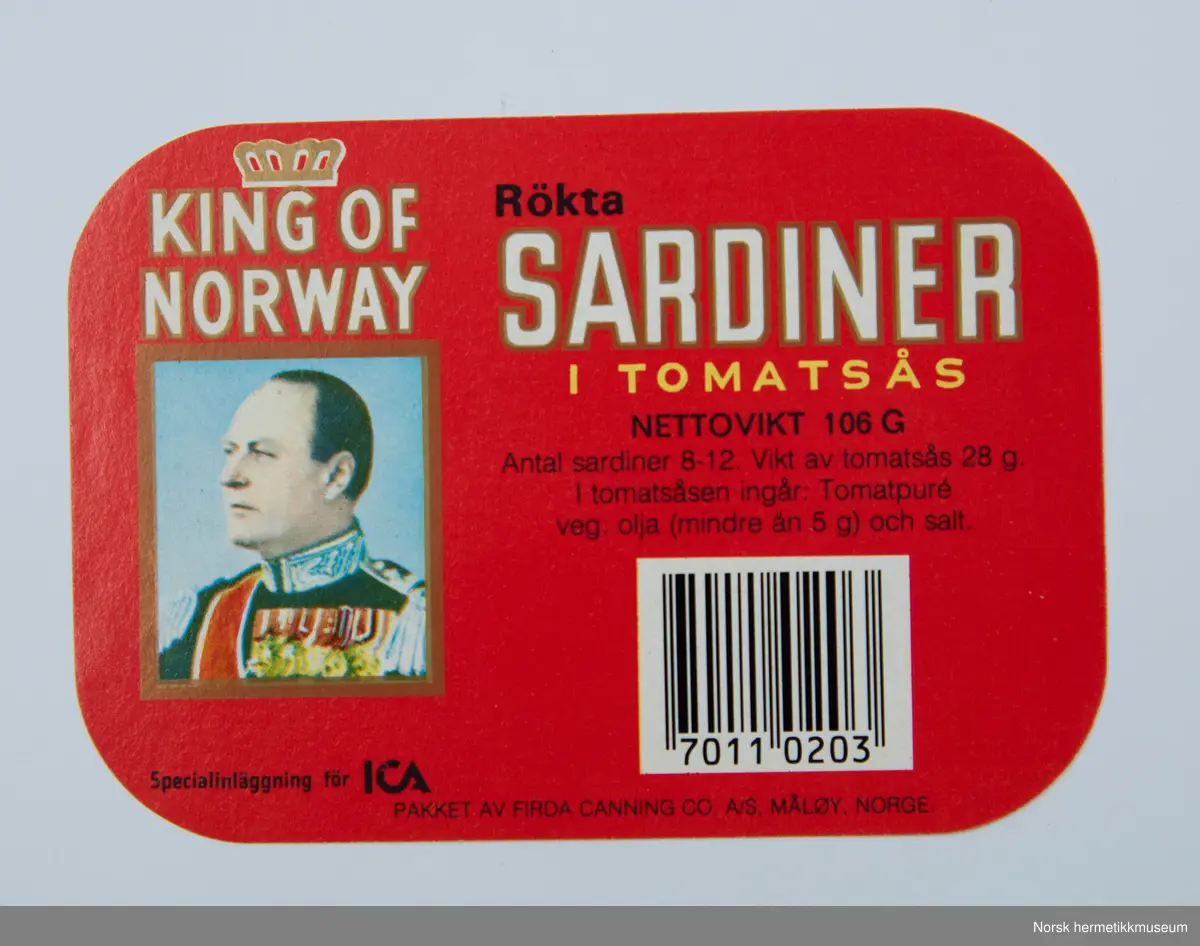 KING OF
NORWAY
Rökta
SARDINER
I TOMATSÅS
NETTOVIKT 106 G
Antal sardiner 8-12. Vikt av tomatsås 28 g.
I tomatsåsen ingår: Tomatpuré
veg. olja (mindre än 5 g) och salt.
7011 0203
Specialinläggning för ICA
PAKKET AV FIRDA CANNING CO. A/S, MÅLØY, NORGE.
Norsk hermetikkmuseum